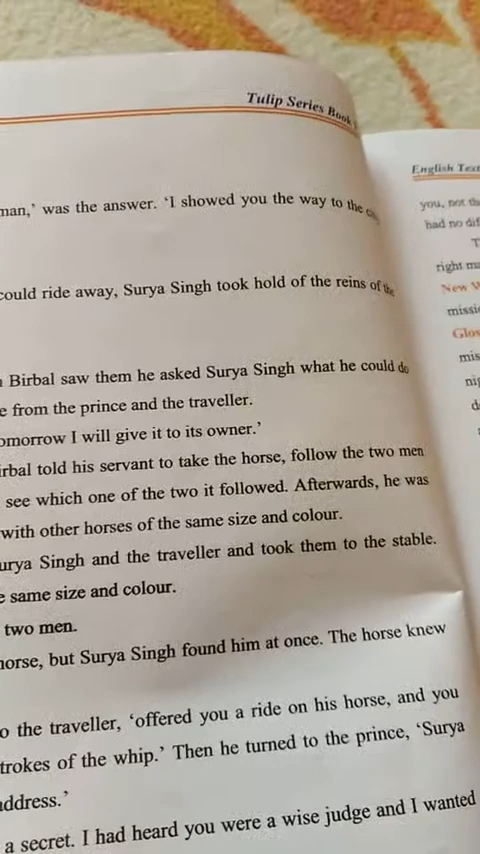 Tulip Series Book
man,' was the answer. 'I showed you the way to the
could ride away, Surya Singh took hold of the reins of the
Birbal saw them he asked Surya Singh what he could do
e from the prince and the traveller.
omorrow I will give it to its owner.'
irbal told his servant to take the horse, follow the two men
see which one of the two it followed. Afterwards, he was
with other horses of the same size and colour.
urya Singh and the traveller and took them to the stable.
e same size and colour.
two men.
horse, but Surya Singh found him at once. The horse knew
o the traveller, 'offered you a ride on his horse, and you
trokes of the whip.' Then he turned to the prince, 'Surya
address.'
a secret. I had heard you were a wise judge and I wanted
English Text
you, not th
had no dif
T
right ma
New W
missi
Glos
mis
nig
d